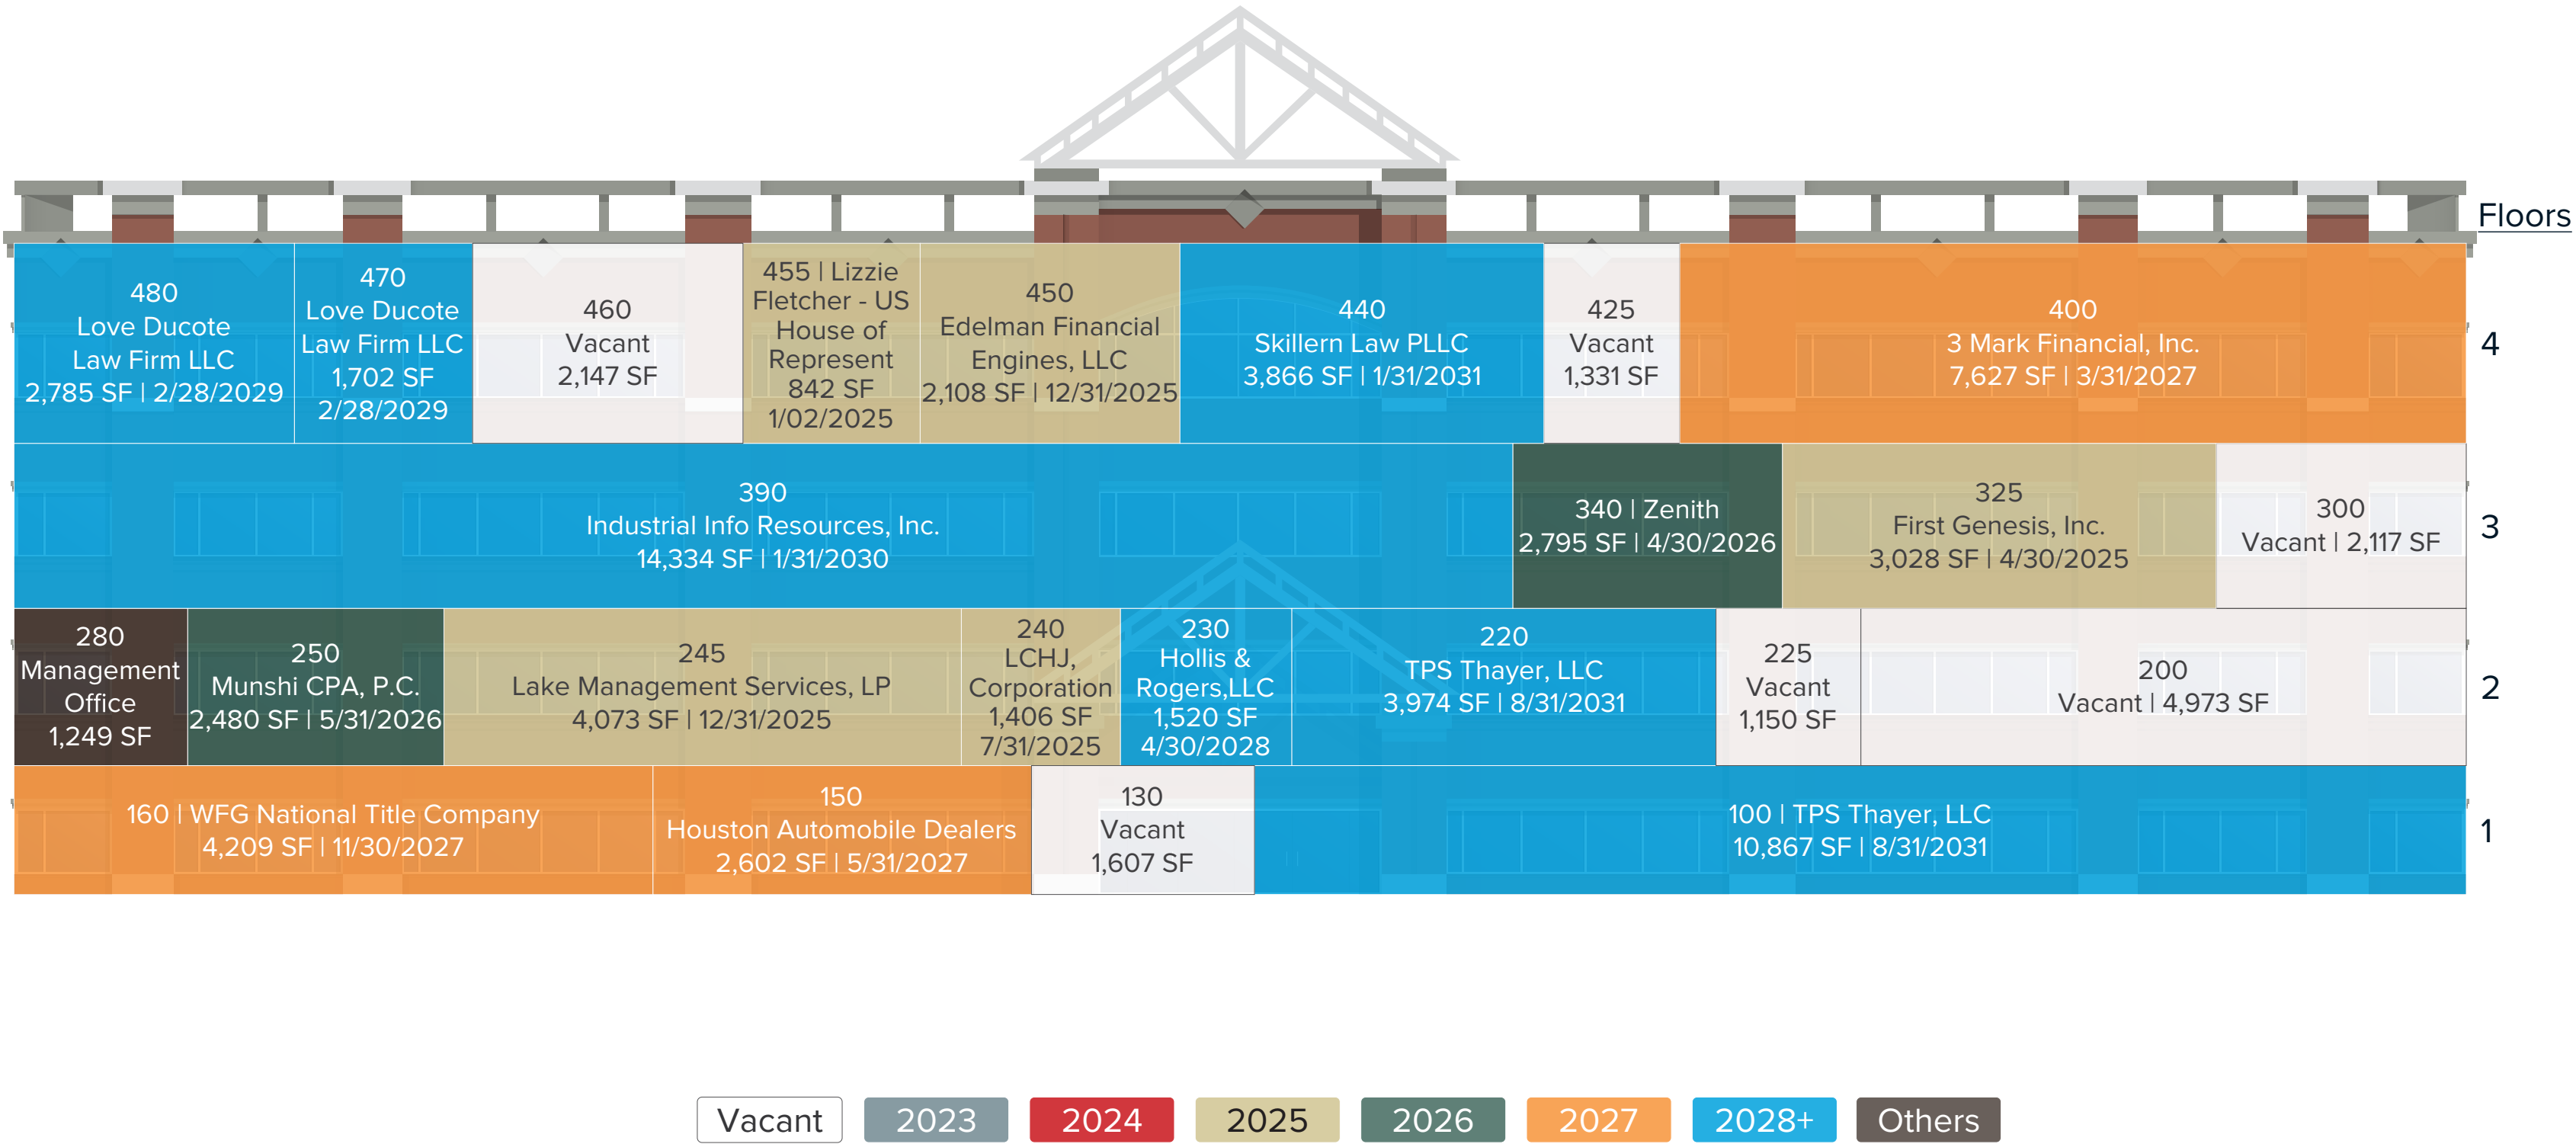 Floors
480
Love Ducote
Law Firm LLC
2,785 SF | 2/28/2029
470
Love Ducote
Law Firm LLC
1,702 SF
2/28/2029
460
Vacant
2,147 SF
455 | Lizzie
Fletcher - US
House of
Represent
842 SF
1/02/2025
450
Edelman Financial
Engines, LLC
2,108 SF | 12/31/2025
440
Skillern Law PLLC
3,866 SF | 1/31/2031
425
Vacant
1,331 SF
400
3 Mark Financial, Inc.
7,627 SF | 3/31/2027
4
390
Industrial Info Resources, Inc.
14,334 SF | 1/31/2030
340 | Zenith
2,795 SF | 4/30/2026
325
First Genesis, Inc.
3,028 SF | 4/30/2025
300
Vacant | 2,117 SF
3
280
Management
Office
1,249 SF
250
Munshi CPA, P.C.
2,480 SF | 5/31/2026
245
Lake Management Services, LP
4,073 SF | 12/31/2025
240
LCHJ,
Corporation
1,406 SF
7/31/2025
230
Hollis &
Rogers,LLC
1,520 SF
4/30/2028
220
TPS Thayer, LLC
3,974 SF | 8/31/2031
225
Vacant
1,150 SF
200
Vacant | 4,973 SF
2
160 | WFG National Title Company
4,209 SF | 11/30/2027
150
Houston Automobile Dealers
2,602 SF | 5/31/2027
130
Vacant
1,607 SF
100 | TPS Thayer, LLC
10,867 SF | 8/31/2031
1
Vacant
2023
2024
2025
2026
2027
2028+
Others